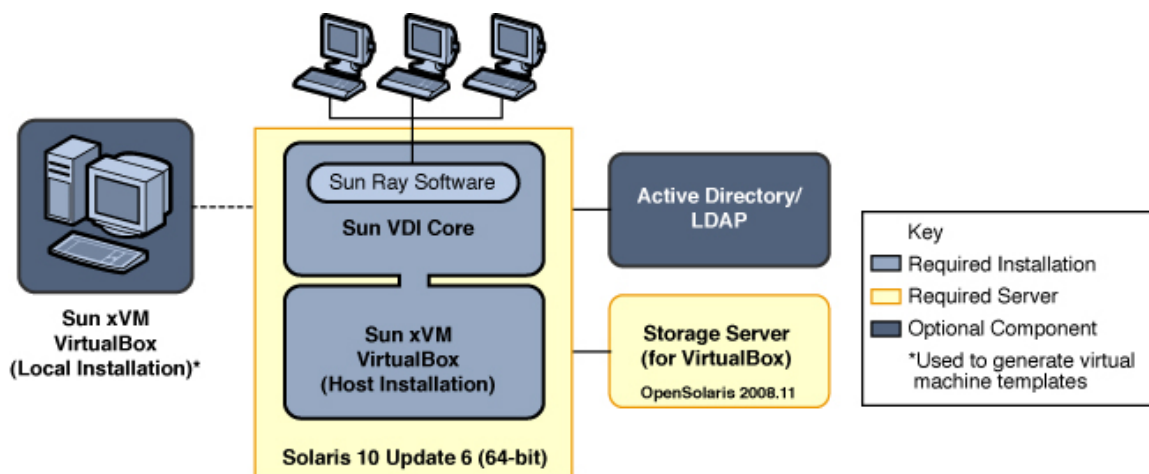 Sun Ray Software
Sun VDI Core
Sun xVM
VirtualBox
(Local Installation)*
Sun xVM
VirtualBox
(Host Installation)
Solaris 10 Update 6 (64-bit)
Active Directory/
LDAP
Storage Server
(for VirtualBox)
OpenSolaris 2008.11
Key
Required Installation
Required Server
Optional Component
*Used to generate virtual
machine templates